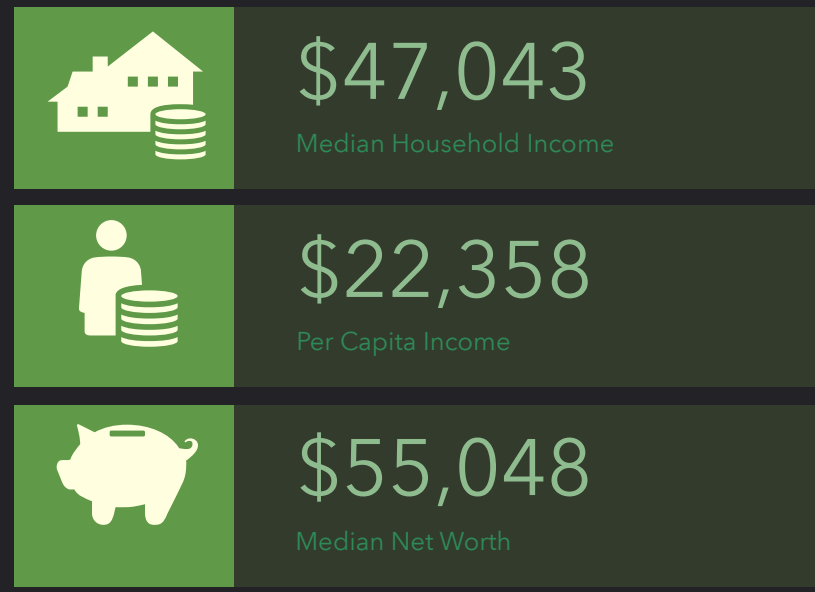 $47,043
Median Household Income
$22,358
Per Capita Income
$55,048
Median Net Worth